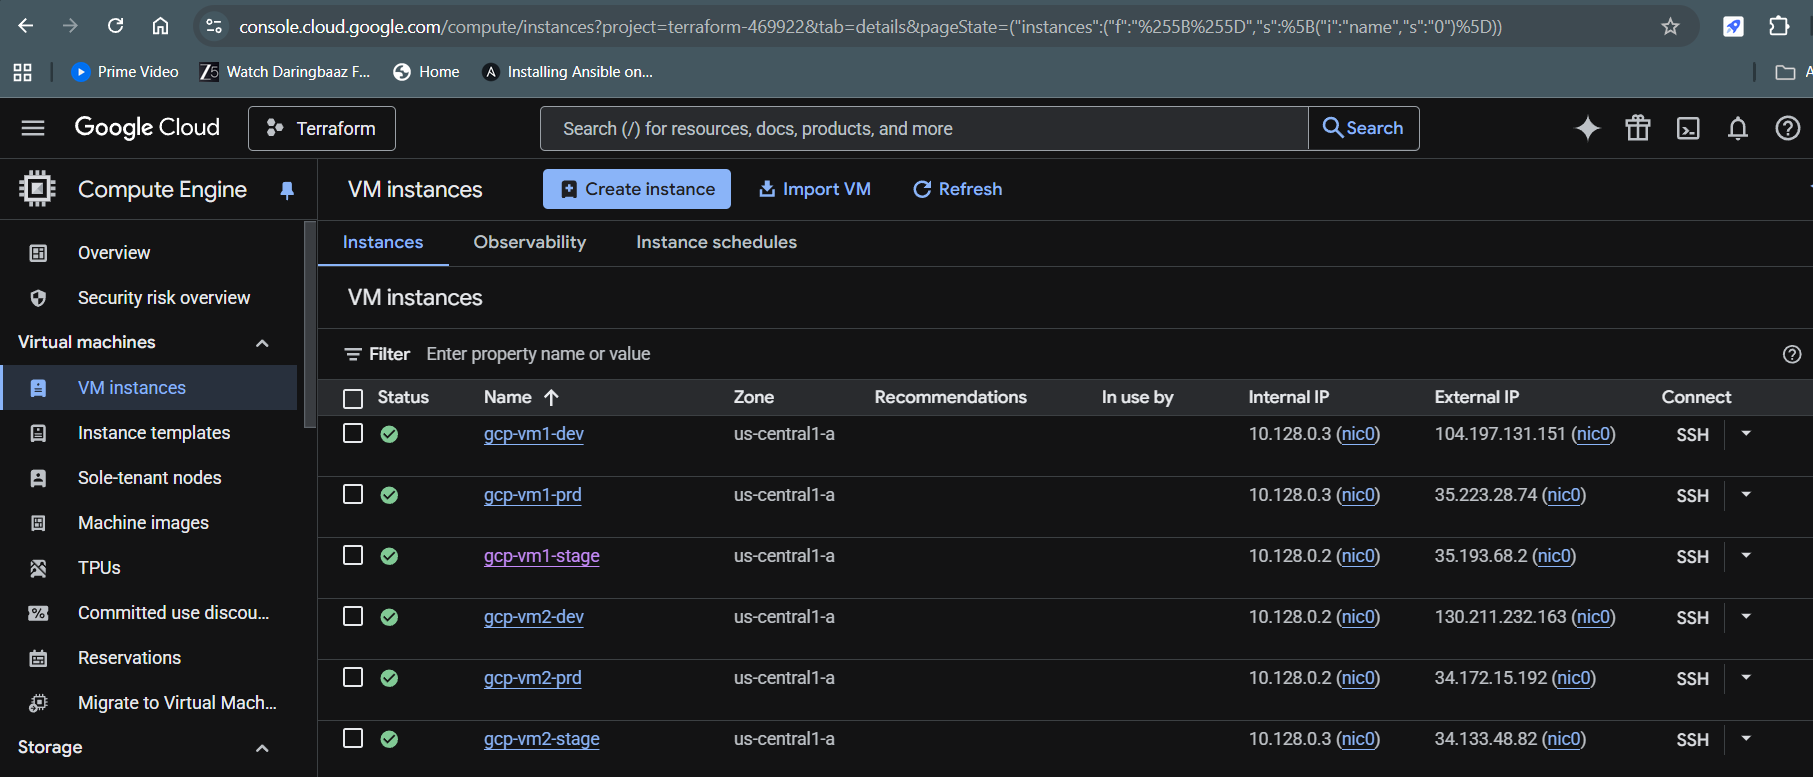 console.cloud.google.com/compute/instances?project=terraform-469922&tab=details&pageState=("instances":("f":"%255B%255D","s":%5B("i":"name","s":"0")%5D))
Prime Video Watch Daringbaaz F... Home Installing Ansible on... A
Google Cloud Terraform Search (/) for resources, docs, products, and more Search
Compute Engine
Overview
Security risk overview
Virtual machines
VM instances
Instance templates
Sole-tenant nodes
Machine images
TPUs
Committed use discou...
Reservations
Migrate to Virtual Mach...
Storage
VM instances Create instance Import VM Refresh
Instances Observability Instance schedules
VM instances
Filter Enter property name or value
Status Name Zone Recommendations In use by Internal IP External IP Connect
gcp-vm1-dev us-central1-a 10.128.0.3 (nic0) 104.197.131.151 (nic0) SSH
gcp-vm1-prd us-central1-a 10.128.0.3 (nic0) 35.223.28.74 (nic0) SSH
gcp-vm1-stage us-central1-a 10.128.0.2 (nic0) 35.193.68.2 (nic0) SSH
gcp-vm2-dev us-central1-a 10.128.0.2 (nic0) 130.211.232.163 (nic0) SSH
gcp-vm2-prd us-central1-a 10.128.0.2 (nic0) 34.172.15.192 (nic0) SSH
gcp-vm2-stage us-central1-a 10.128.0.3 (nic0) 34.133.48.82 (nic0) SSH